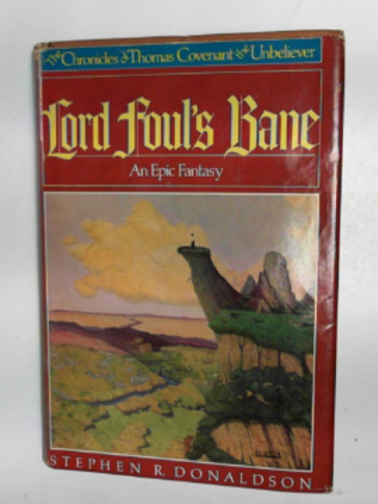 The Chronicles of Thomas Covenant the Unbeliever
Lord Foul's Bane
An Epic Fantasy
STEPHEN R. DONALDSON